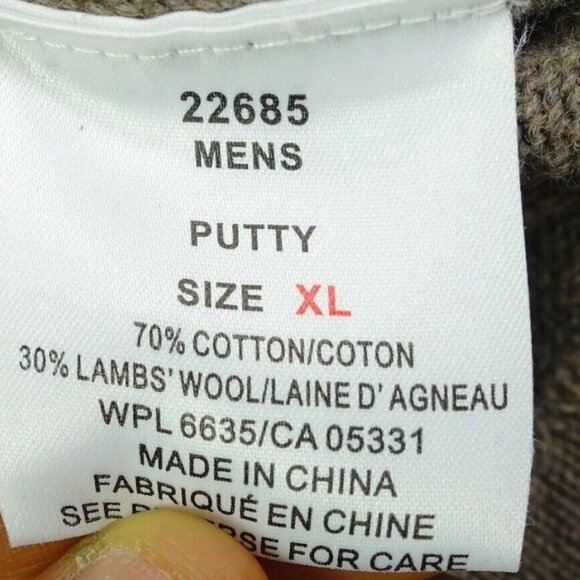 22685
MENS
PUTTY
SIZE XL
70% COTTON/COTON
30% LAMBS' WOOL/LAINE D'AGNEAU
WPL 6635/CA 05331
MADE IN CHINA
FABRIQUÉ EN CHINE
SEE FOR CARE